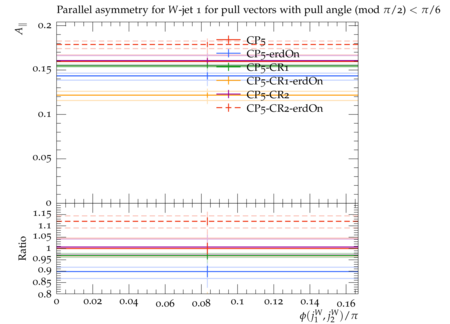 Parallel asymmetry for W-jet 1 for pull vectors with pull angle (mod π/2) < π/6
A∥
0.2
0.15
0.1
0.05
0
CP5
CP5-erdOn
CP5-CR1
CP5-CR1-erdOn
CP5-CR2
CP5-CR2-erdOn
Ratio
1.15
1.1
1.05
1
0.95
0.9
0.85
0.8
0 0.02 0.04 0.06 0.08 0.1 0.12 0.14 0.16
ϕ(j₁ᵂ, j₂ᵂ)/π